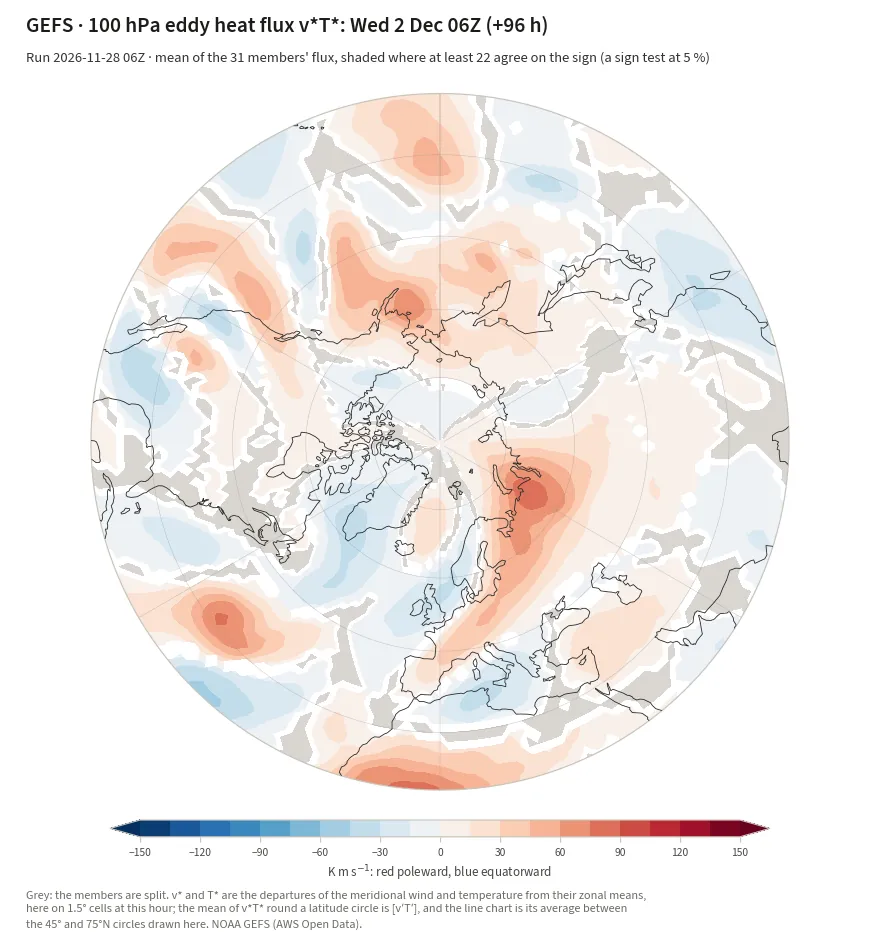 GEFS · 100 hPa eddy heat flux v*T*: Wed 2 Dec 06Z (+96 h)
Run 2026-11-28 06Z · mean of the 31 members' flux, shaded where at least 22 agree on the sign (a sign test at 5 %)
−150 −120 −90 −60 −30 0 30 60 90 120 150
K m s⁻¹: red poleward, blue equatorward
Grey: the members are split. v* and T* are the departures of the meridional wind and temperature from their zonal means,
here on 1.5° cells at this hour; the mean of v*T* round a latitude circle is [v′T′], and the line chart is its average between
the 45° and 75°N circles drawn here. NOAA GEFS (AWS Open Data).